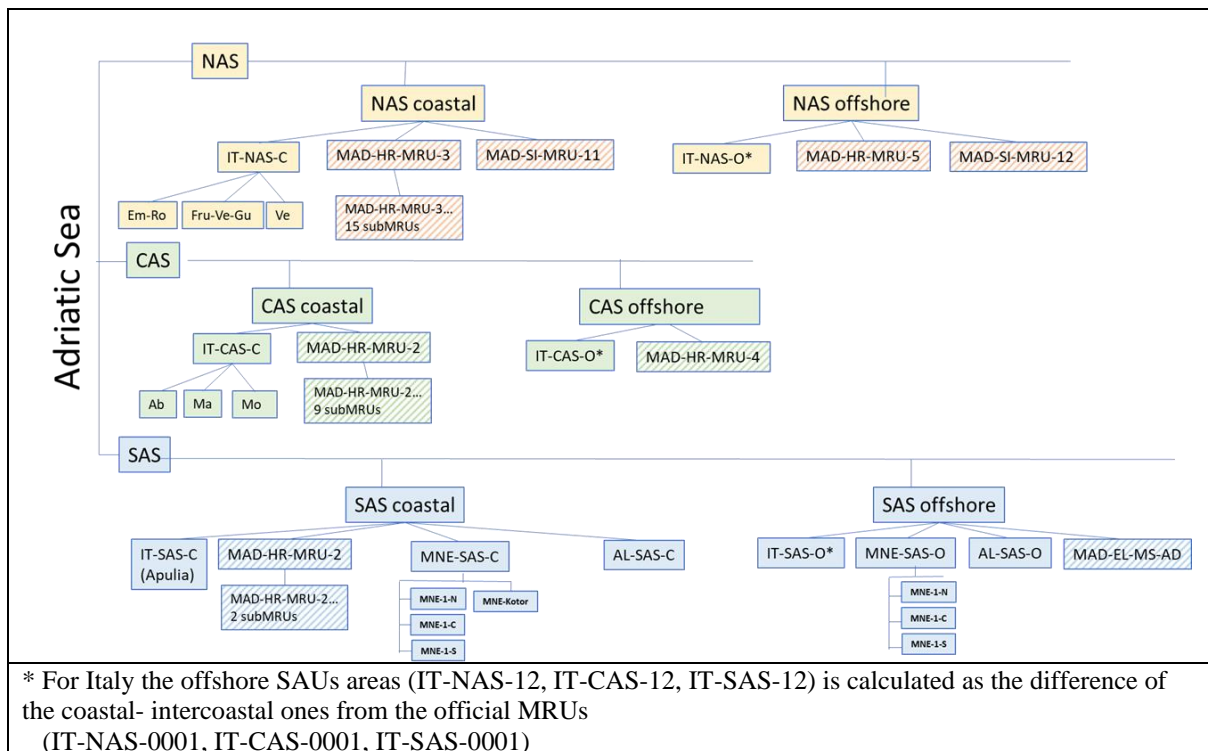 Adriatic Sea
NAS
NAS coastal
NAS offshore
IT-NAS-C
MAD-HR-MRU-3
MAD-SI-MRU-11
IT-NAS-O*
MAD-HR-MRU-5
MAD-SI-MRU-12
Em-Ro
Fru-Ve-Gu
Ve
MAD-HR-MRU-3...
15 subMRUs
CAS
CAS coastal
CAS offshore
IT-CAS-C
MAD-HR-MRU-2
IT-CAS-O*
MAD-HR-MRU-4
Ab
Ma
Mo
MAD-HR-MRU-2...
9 subMRUs
SAS
SAS coastal
SAS offshore
IT-SAS-C
(Apulia)
MAD-HR-MRU-2
MNE-SAS-C
AL-SAS-C
IT-SAS-O*
MNE-SAS-O
AL-SAS-O
MAD-EL-MS-AD
MAD-HR-MRU-2...
2 subMRUs
MNE-1-N
MNE-Kotor
MNE-1-C
MNE-1-S
MNE-1-N
MNE-1-C
MNE-1-S
* For Italy the offshore SAUs areas (IT-NAS-12, IT-CAS-12, IT-SAS-12) is calculated as the difference of
the coastal- intercoastal ones from the official MRUs
(IT-NAS-0001, IT-CAS-0001, IT-SAS-0001)